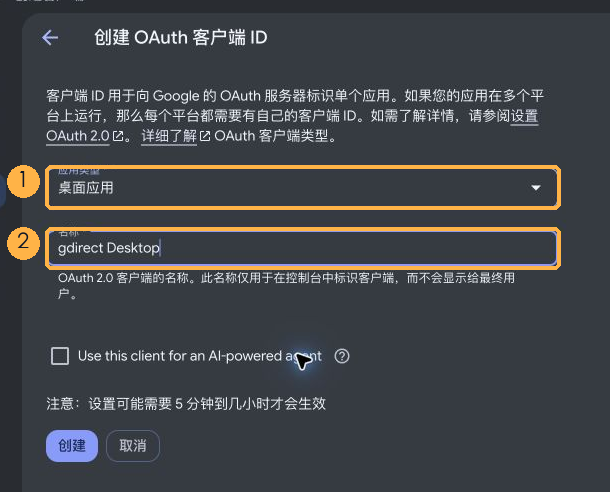 创建 OAuth 客户端 ID
客户端 ID 用于向 Google 的 OAuth 服务器标识单个应用。如果您的应用在多个平
台上运行，那么每个平台都需要有自己的客户端 ID。如需了解详情，请参阅设置
OAuth 2.0。 详细了解 OAuth 客户端类型。
1
应用类型
桌面应用
2
名称
gdirect Desktop
OAuth 2.0 客户端的名称。此名称仅用于在控制台中标识客户端，而不会显示给最终用
户。
Use this client for an AI-powered agent
注意：设置可能需要 5 分钟到几小时才会生效
创建 取消